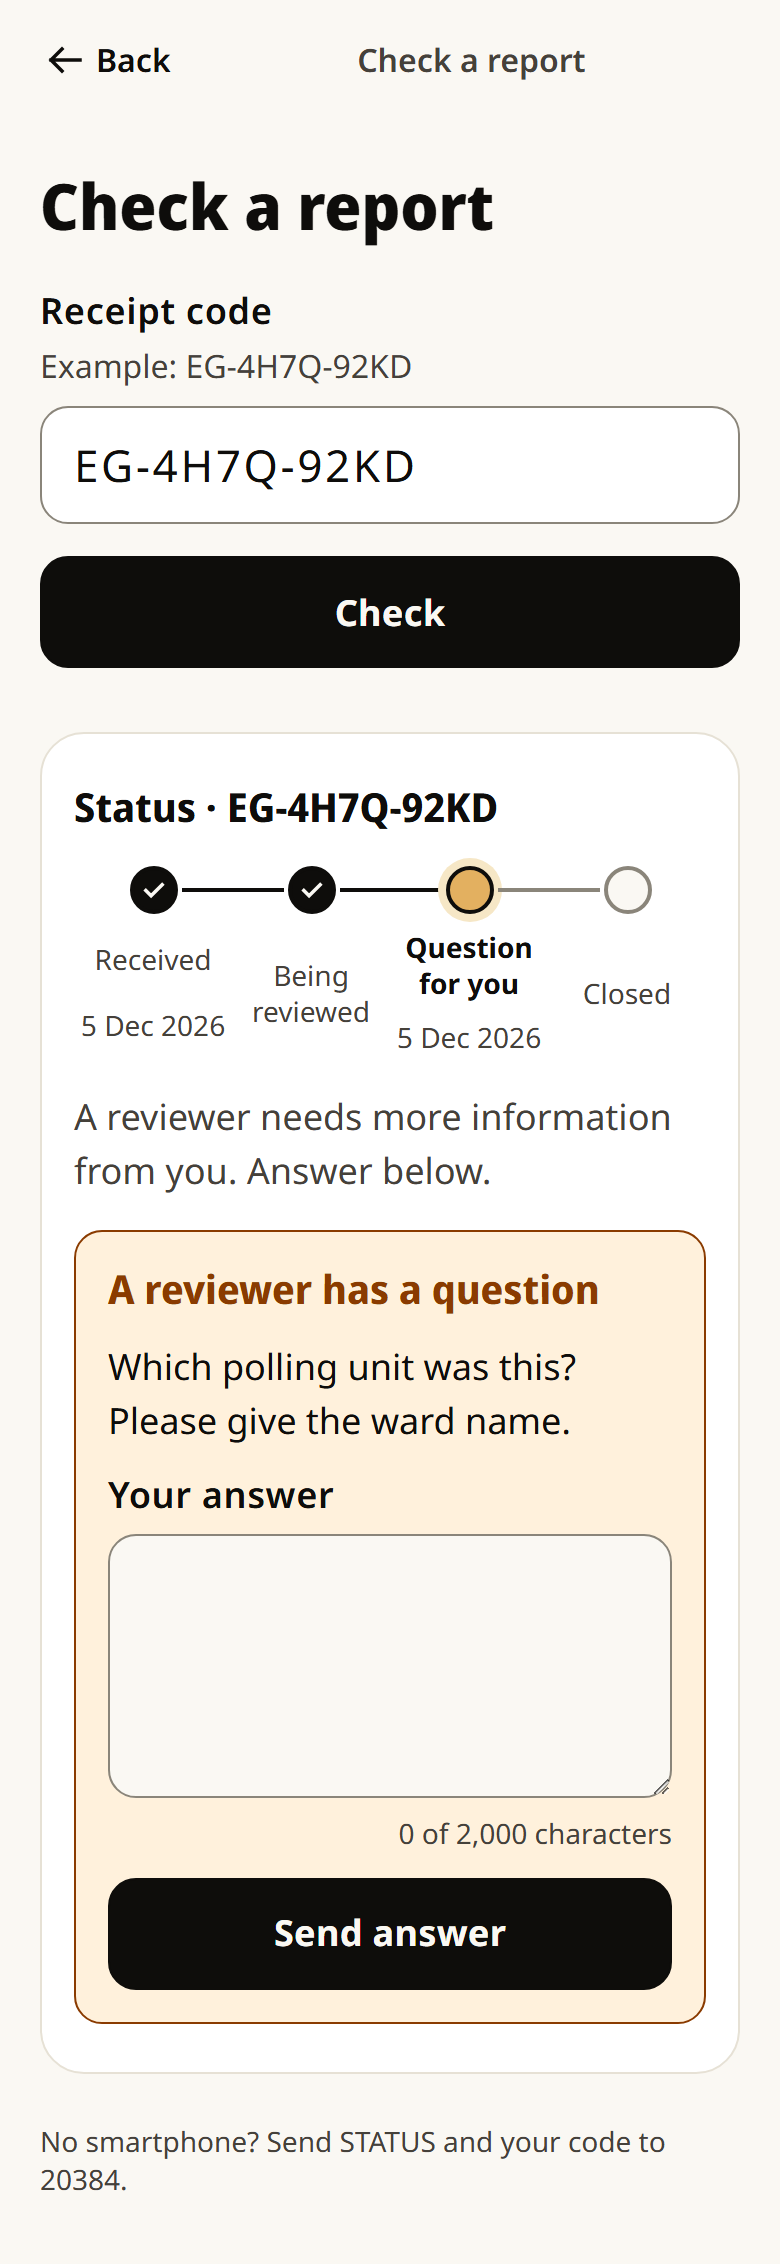 Back
Check a report
Check a report
Receipt code
Example: EG-4H7Q-92KD
EG-4H7Q-92KD
Check
Status · EG-4H7Q-92KD
Received
5 Dec 2026
Being
reviewed
Question
for you
5 Dec 2026
Closed
A reviewer needs more information
from you. Answer below.
A reviewer has a question
Which polling unit was this?
Please give the ward name.
Your answer
0 of 2,000 characters
Send answer
No smartphone? Send STATUS and your code to
20384.